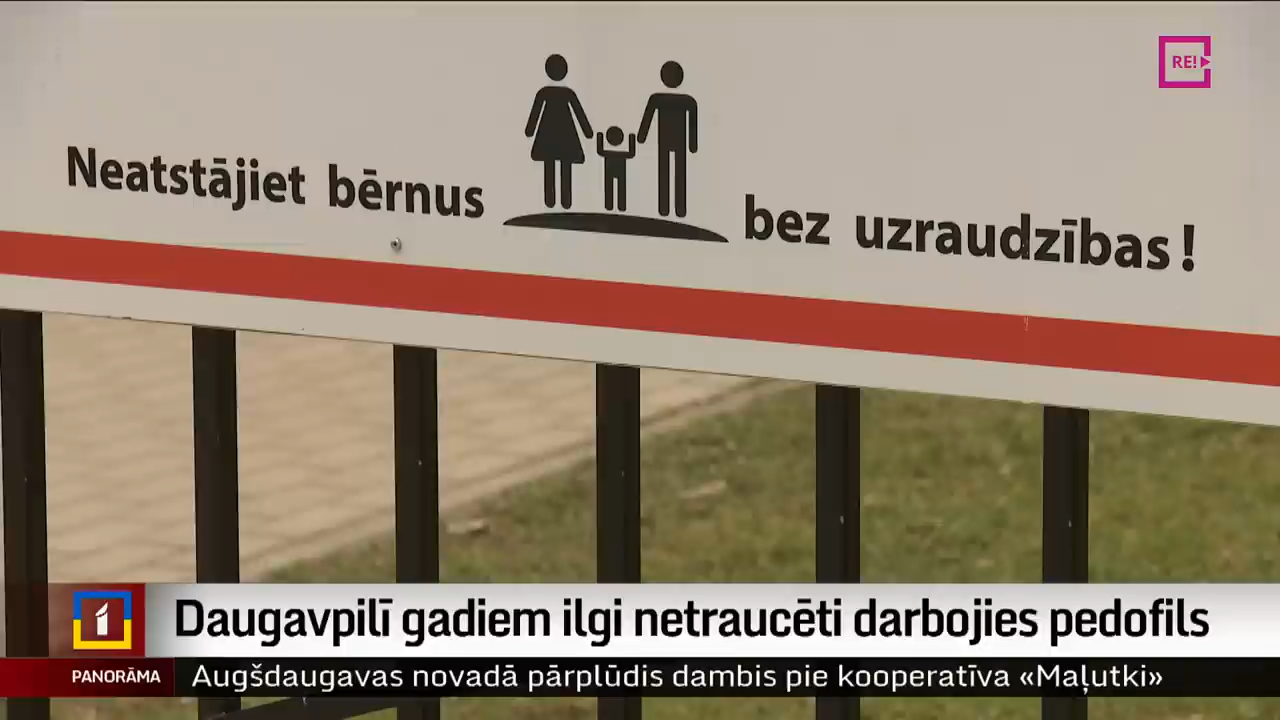 RE!
Neatstājiet bērnus bez uzraudzības!
1
Daugavpilī gadiem ilgi netraucēti darbojies pedofils
PANORĀMA
Augšdaugavas novadā pārplūdis dambis pie kooperatīva «Maļutki»